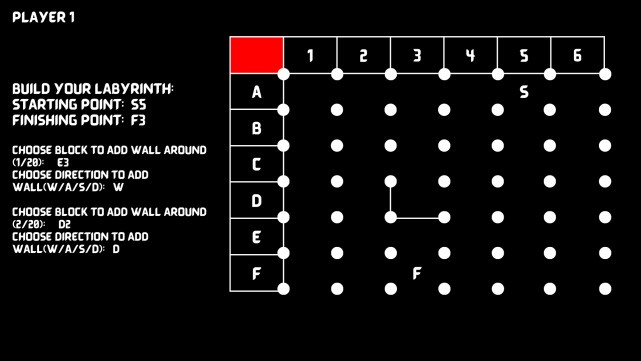 PLAYER 1
BUILD YOUR LABYRINTH:
STARTING POINT: S5
FINISHING POINT: F3
CHOOSE BLOCK TO ADD WALL AROUND
(1/20): E3
CHOOSE DIRECTION TO ADD
WALL(W/A/S/D): W
CHOOSE BLOCK TO ADD WALL AROUND
(2/20): D2
CHOOSE DIRECTION TO ADD
WALL(W/A/S/D): D
1 2 3 4 5 6
A S
B
C
D
E
F F